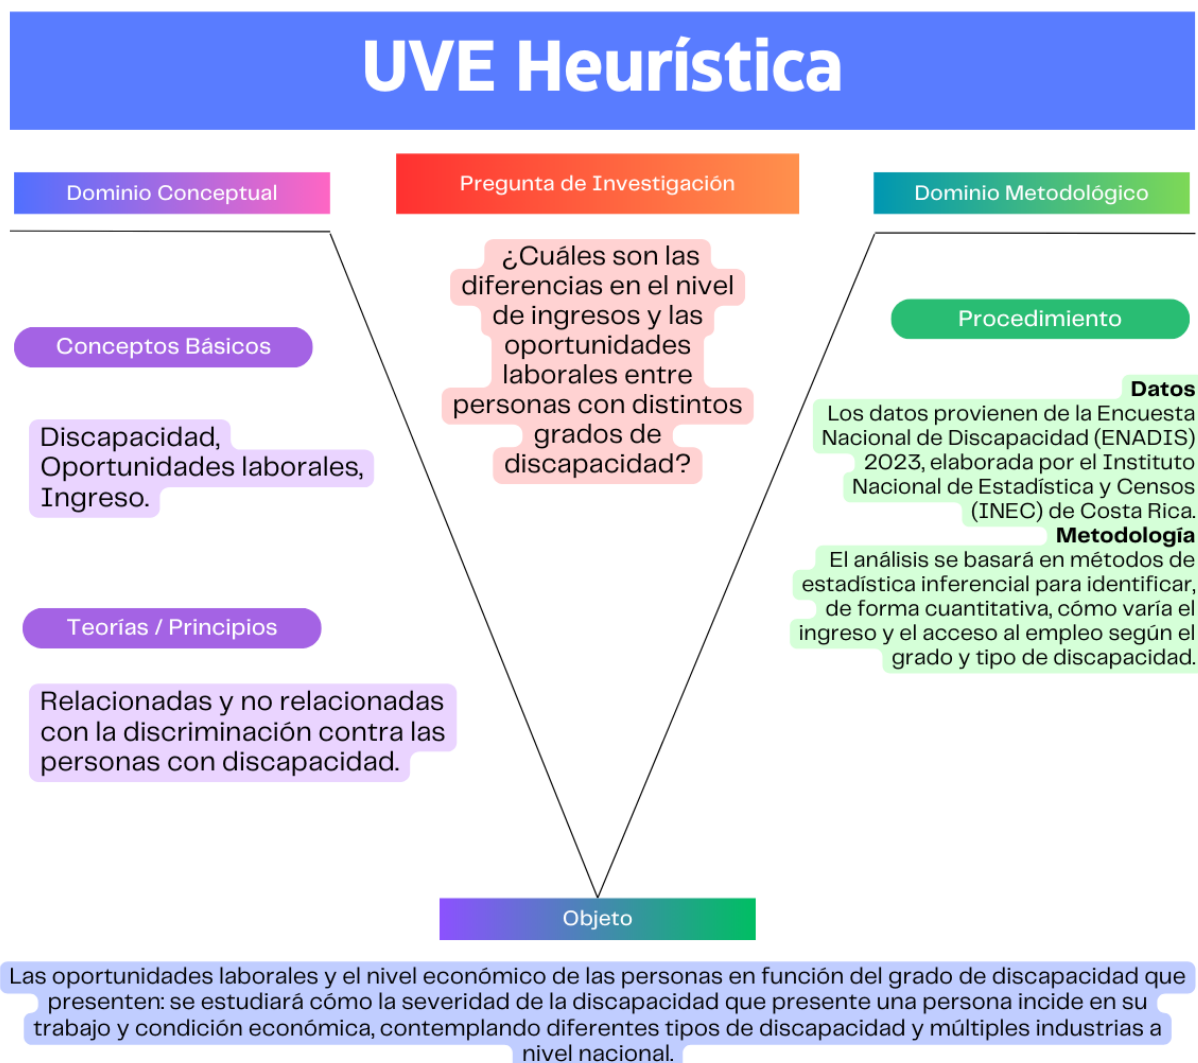 UVE Heurística
Dominio Conceptual
Pregunta de Investigación
Dominio Metodológico
¿Cuáles son las
diferencias en el nivel
de ingresos y las
oportunidades
laborales entre
personas con distintos
grados de
discapacidad?
Conceptos Básicos
Discapacidad,
Oportunidades laborales,
Ingreso.
Teorías / Principios
Relacionadas y no relacionadas
con la discriminación contra las
personas con discapacidad.
Procedimiento
Datos
Los datos provienen de la Encuesta
Nacional de Discapacidad (ENADIS)
2023, elaborada por el Instituto
Nacional de Estadística y Censos
(INEC) de Costa Rica.
Metodología
El análisis se basará en métodos de
estadística inferencial para identificar,
de forma cuantitativa, cómo varía el
ingreso y el acceso al empleo según el
grado y tipo de discapacidad.
Objeto
Las oportunidades laborales y el nivel económico de las personas en función del grado de discapacidad que
presenten: se estudiará cómo la severidad de la discapacidad que presente una persona incide en su
trabajo y condición económica, contemplando diferentes tipos de discapacidad y múltiples industrias a
nivel nacional.